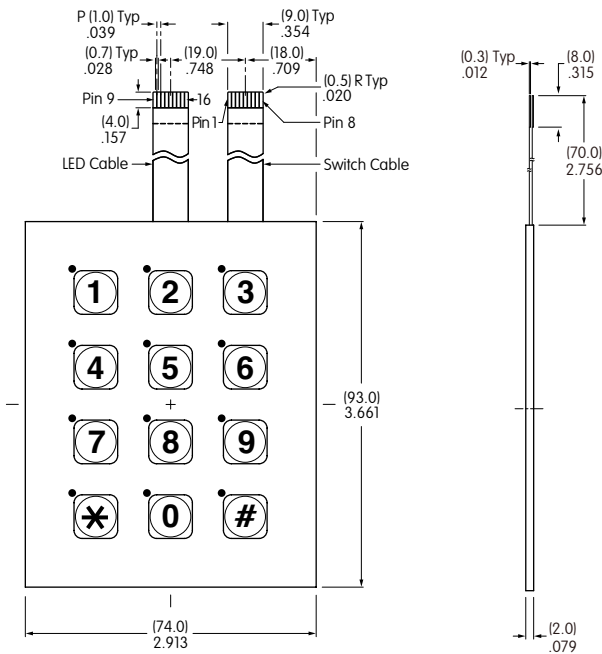 P (1.0) Typ
.039
(9.0) Typ
.354
(0.7) Typ
.028
(19.0)
.748
(18.0)
.709
(0.5) R Typ
.020
Pin 9
16
Pin 1
Pin 8
(4.0)
.157
LED Cable
Switch Cable
(0.3) Typ
.012
(8.0)
.315
(70.0)
2.756
1 2 3
4 5 6
7 8 9
* 0 #
(93.0)
3.661
(74.0)
2.913
(2.0)
.079